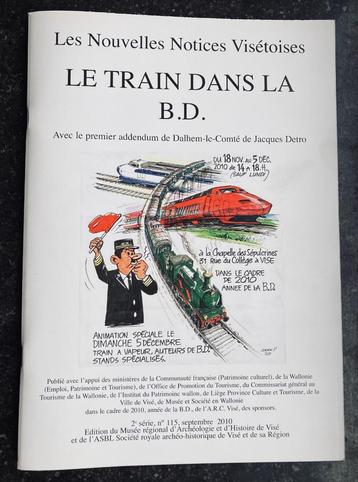 Les Nouvelles Notices Visétoises
LE TRAIN DANS LA
B.D.
Avec le premier addendum de Dalhem-le-Comté de Jacques Detro
DU 18 NOV. AU 5 DÉC.
2010 DE 14 À 18 H.
(SAUF LUNDI)
à la Chapelle des Sépulcrines
31 Rue du Collège à VISÉ
DANS LE CADRE
DE 2010
ANNÉE DE LA B.D.
ANIMATION SPÉCIALE LE
DIMANCHE 5 DÉCEMBRE
TRAIN A VAPEUR, AUTEURS DE B.D.
STANDS SPÉCIALISÉS.
Publié avec l'appui des ministères de la Communauté française (Patrimoine culturel), de la Wallonie
(Emploi, Patrimoine et Tourisme), de l'Office de Promotion du Tourisme, du Commissariat général au
Tourisme de la Wallonie, de l'Institut du Patrimoine wallon, de Liège Province Culture et Tourisme, de la
Ville de Visé, de Musée et Société en Wallonie
dans le cadre de 2010, année de la B.D., de l'A.R.C. Visé, des sponsors.
2e série, n° 115, septembre 2010
Edition du Musée régional d'Archéologie et d'Histoire de Visé
et de l'ASBL Société royale archéo-historique de Visé et de sa Région